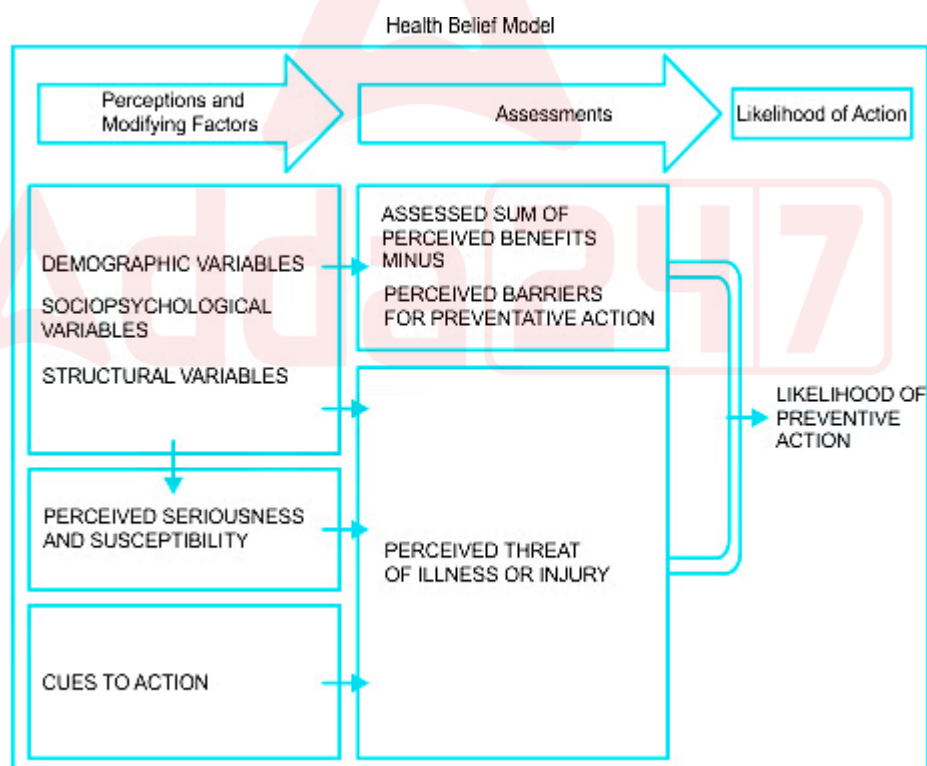 Health Belief Model
Perceptions and
Modifying Factors
Assessments
Likelihood of Action
DEMOGRAPHIC VARIABLES
SOCIOPSYCHOLOGICAL
VARIABLES
STRUCTURAL VARIABLES
ASSESSED SUM OF
PERCEIVED BENEFITS
MINUS
PERCEIVED BARRIERS
FOR PREVENTATIVE ACTION
LIKELIHOOD OF
PREVENTIVE
ACTION
PERCEIVED SERIOUSNESS
AND SUSCEPTIBILITY
PERCEIVED THREAT
OF ILLNESS OR INJURY
CUES TO ACTION
Adda247